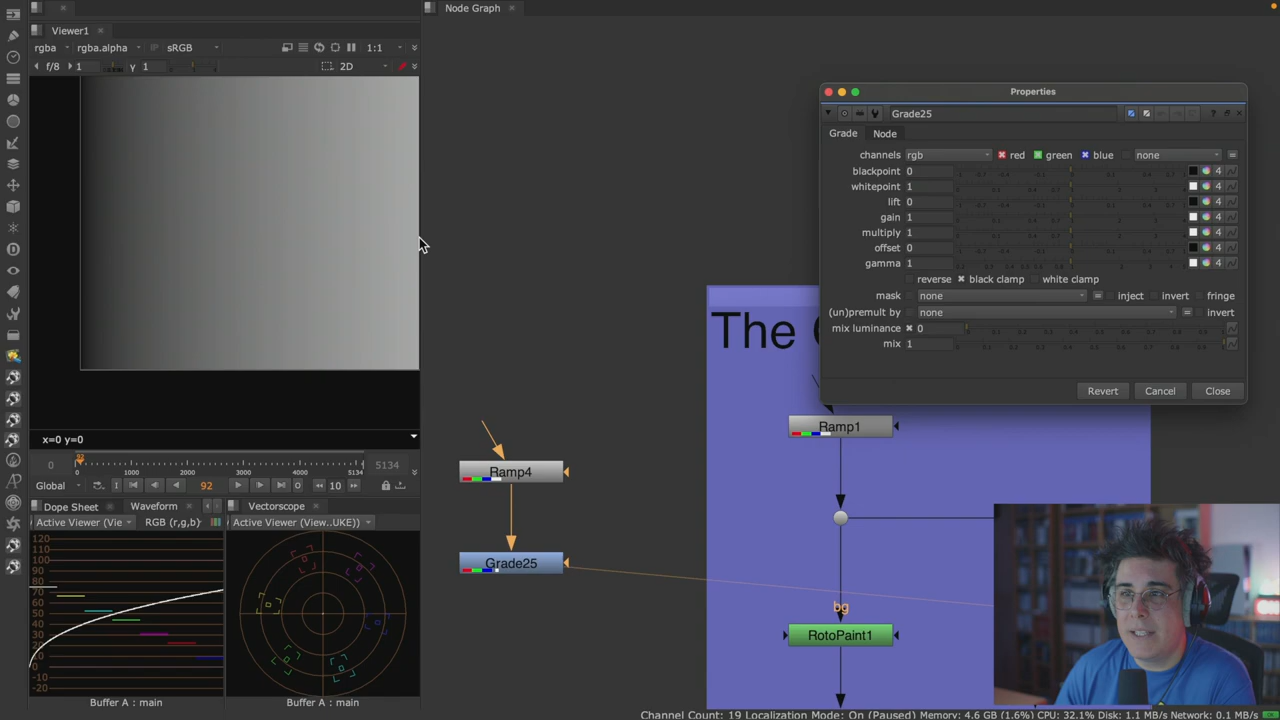 Node Graph
Viewer1
rgba rgba.alpha IP sRGB 1:1
f/8 1 y 1 2D
x=0 y=0
0 0 1000 2000 3000 4000 5134
Global 92 10
Dope Sheet Waveform
Active Viewer (Vie RGB (r,g,b)
Vectorscope
Active Viewer (View..UKE))
120
110
100
90
80
70
60
50
40
30
20
10
0
-10
-20
Buffer A : main
Buffer A : main
Properties
Grade25
Grade Node
channels rgb red green blue none
blackpoint 0
whitepoint 1
lift 0
gain 1
multiply 1
offset 0
gamma 1
reverse black clamp white clamp
mask none inject invert fringe
(un)premult by none invert
mix luminance 0
mix 1
Revert Cancel Close
The
Ramp1
Ramp4
Grade25
bg
RotoPaint1
Channel Count: 19 Localization Mode: On (Paused) Memory: 4.6 GB (1.6%) CPU: 32.1% Disk: 1.1 MB/s Network: 0.1 MB/s